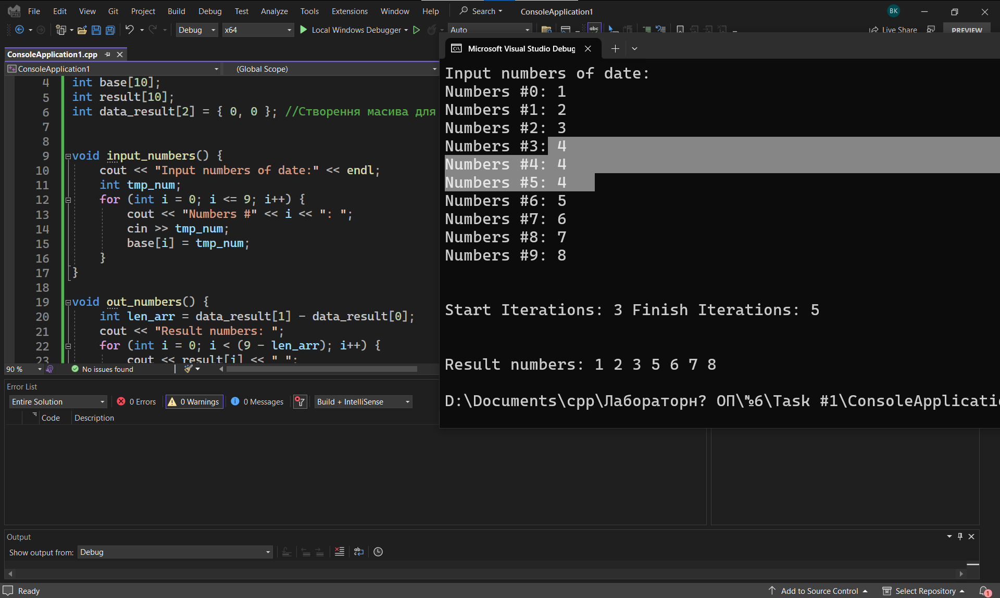 File Edit View Git Project Build Debug Test Analyze Tools Extensions Window Help Search ConsoleApplication1 BK
Debug x64 Local Windows Debugger Auto Live Share PREVIEW
ConsoleApplication1.cpp
ConsoleApplication1 (Global Scope)
4 int base[10];
5 int result[10];
6 int data_result[2] = { 0, 0 }; //Створення масива для
7
8
9 void input_numbers() {
10 cout << "Input numbers of date:" << endl;
11 int tmp_num;
12 for (int i = 0; i <= 9; i++) {
13 cout << "Numbers #" << i << ": ";
14 cin >> tmp_num;
15 base[i] = tmp_num;
16 }
17 }
18
19 void out_numbers() {
20 int len_arr = data_result[1] - data_result[0];
21 cout << "Result numbers: ";
22 for (int i = 0; i < (9 - len_arr); i++) {
23 cout << result[i] << " ";
90 % No issues found
Microsoft Visual Studio Debug
Input numbers of date:
Numbers #0: 1
Numbers #1: 2
Numbers #2: 3
Numbers #3: 4
Numbers #4: 4
Numbers #5: 4
Numbers #6: 5
Numbers #7: 6
Numbers #8: 7
Numbers #9: 8
Start Iterations: 3 Finish Iterations: 5
Result numbers: 1 2 3 5 6 7 8
D:\Documents\cpp\Лабораторн? ОП\№6\Task #1\ConsoleApplicatio
Error List
Entire Solution 0 Errors 0 Warnings 0 Messages Build + IntelliSense
Code Description
Output
Show output from: Debug
Ready Add to Source Control Select Repository 1